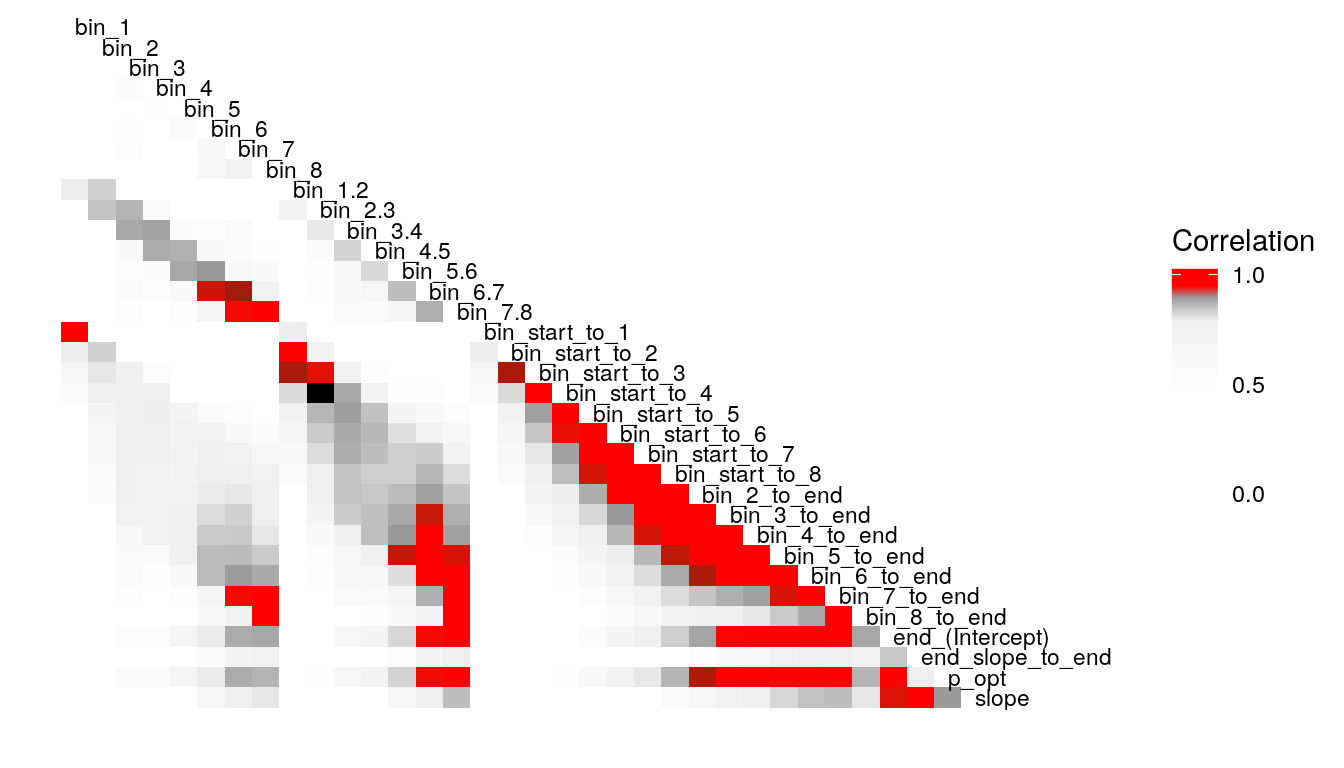 bin_1
bin_2
bin_3
bin_4
bin_5
bin_6
bin_7
bin_8
bin_1.2
bin_2.3
bin_3.4
bin_4.5
bin_5.6
bin_6.7
bin_7.8
bin_start_to_1
bin_start_to_2
bin_start_to_3
bin_start_to_4
bin_start_to_5
bin_start_to_6
bin_start_to_7
bin_start_to_8
bin_2_to_end
bin_3_to_end
bin_4_to_end
bin_5_to_end
bin_6_to_end
bin_7_to_end
bin_8_to_end
end_(Intercept)
end_slope_to_end
p_opt
slope
Correlation
1.0
0.5
0.0